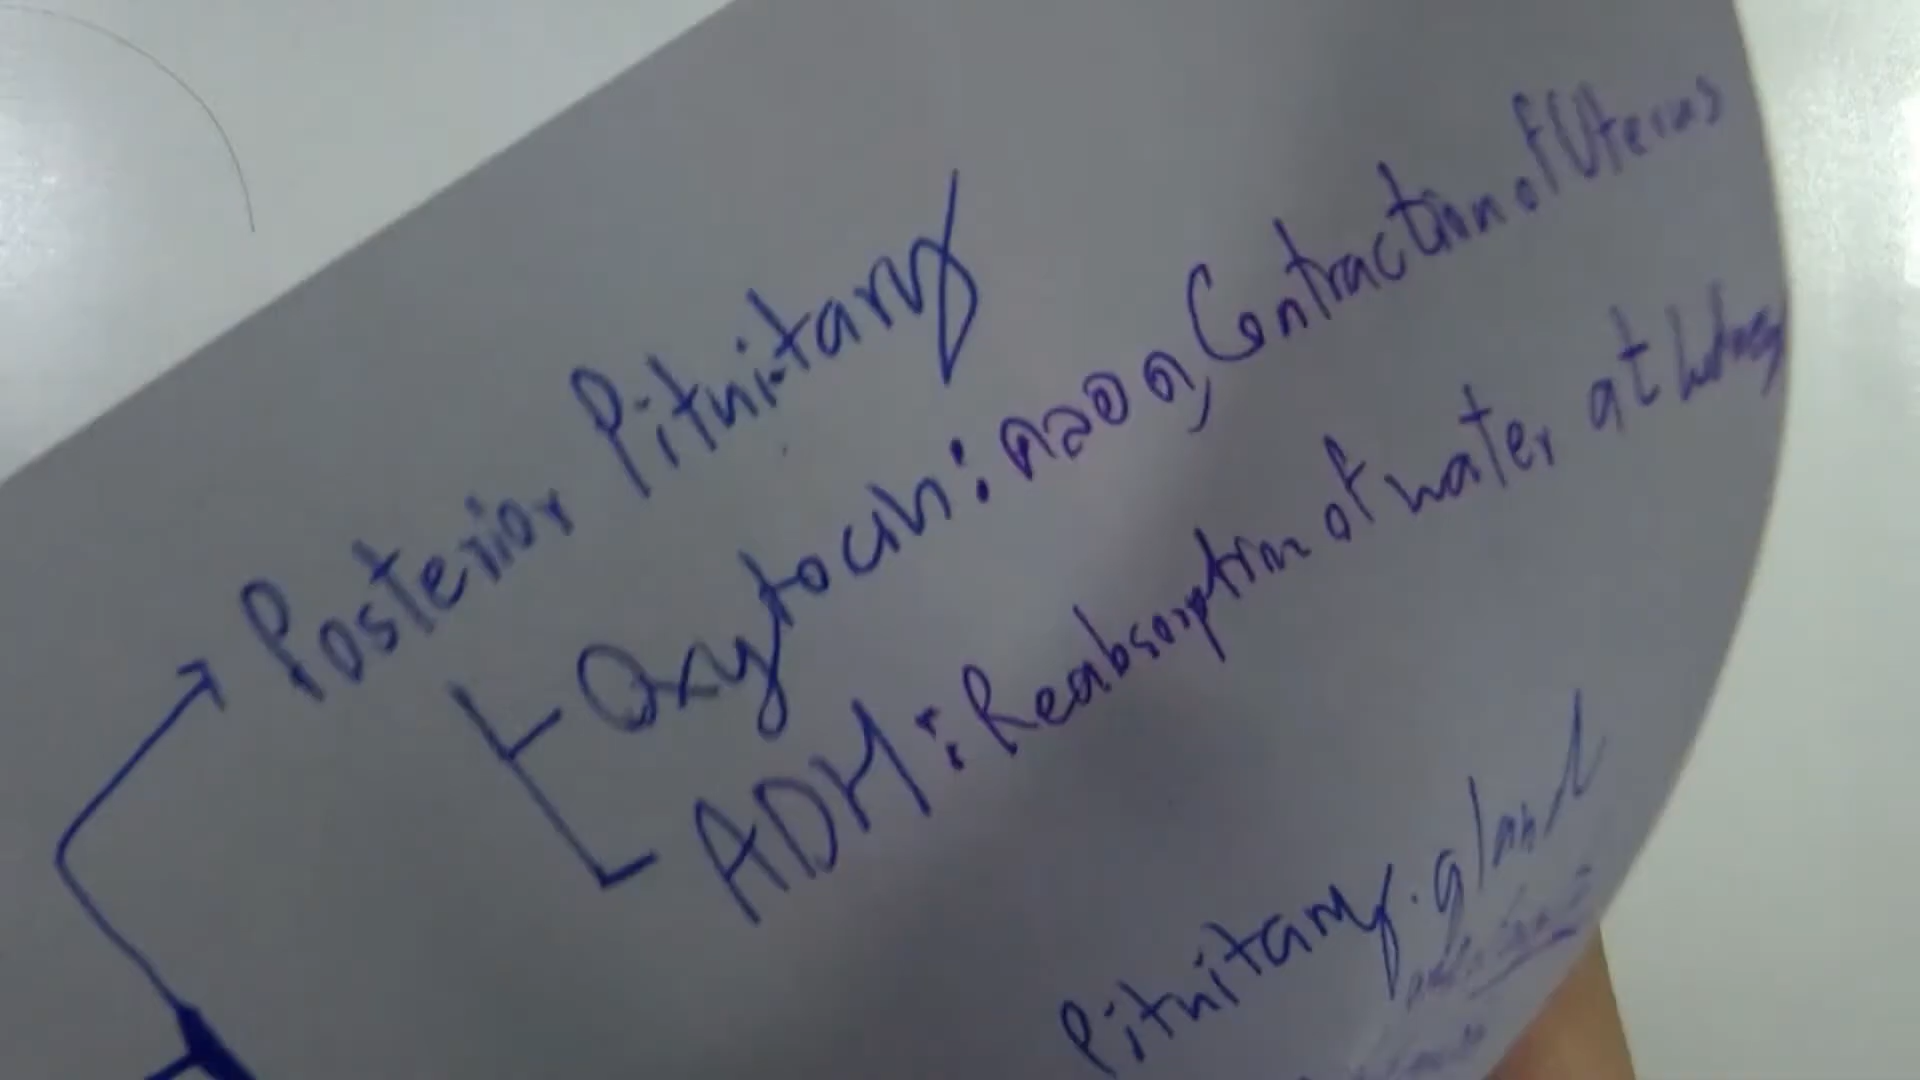 Posterior Pituitary
Oxytocin : คลอด, Contraction of Uterus
ADH : Reabsorption of water at kidney
Pituitary gland